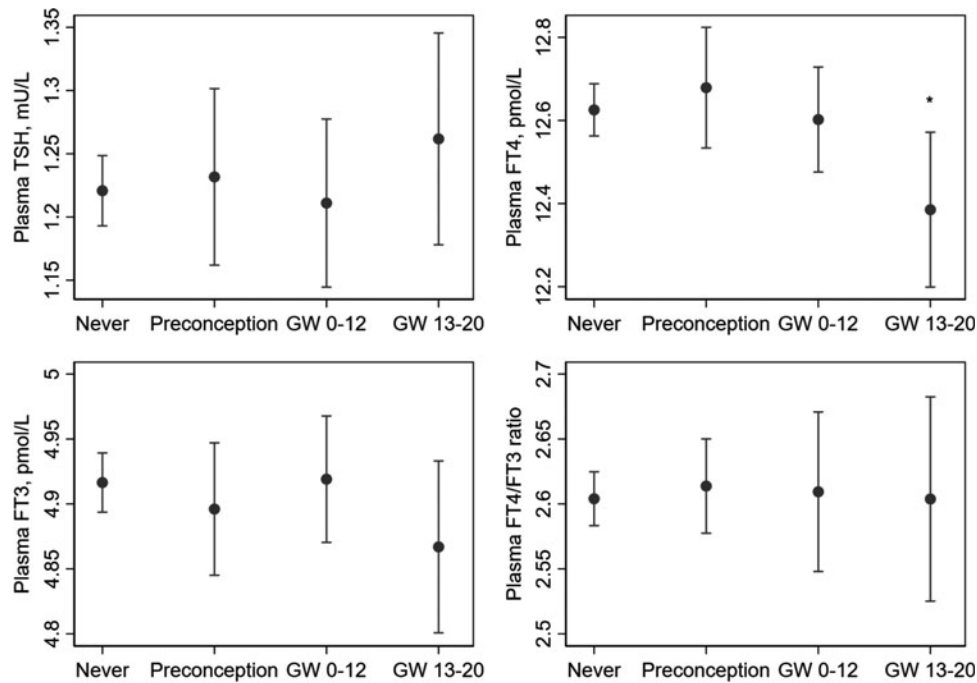 Plasma TSH, mU/L
1.35
1.3
1.25
1.2
1.15
Never Preconception GW 0-12 GW 13-20
Plasma FT4, pmol/L
12.8
12.6
12.4
12.2
*
Never Preconception GW 0-12 GW 13-20
Plasma FT3, pmol/L
5
4.95
4.9
4.85
4.8
Never Preconception GW 0-12 GW 13-20
Plasma FT4/FT3 ratio
2.7
2.65
2.6
2.55
2.5
Never Preconception GW 0-12 GW 13-20